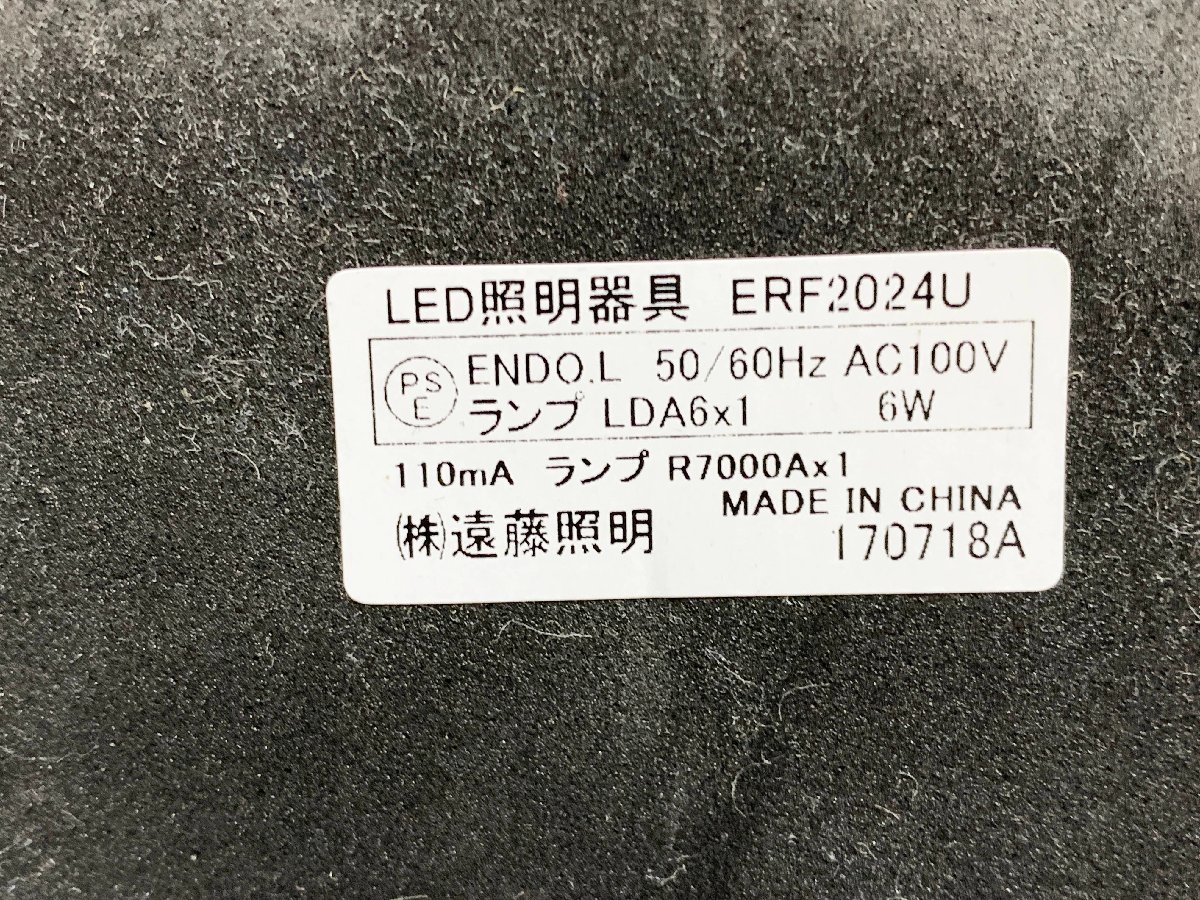 LED照明器具 ERF2024U
PS
E
ENDO.L 50/60Hz AC100V
ランプ LDA6x1 6W
110mA ランプ R7000Ax1
MADE IN CHINA
㈱遠藤照明 170718A